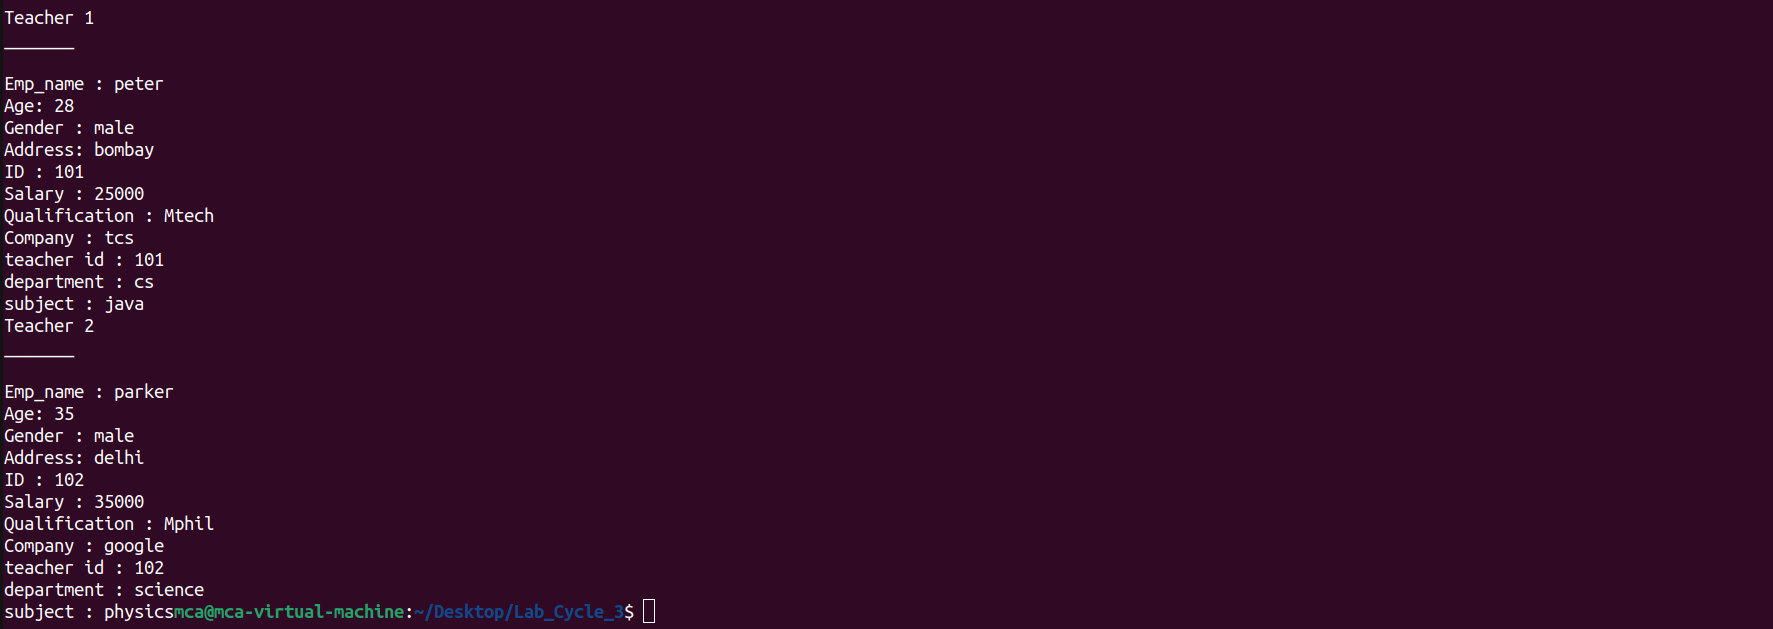 Teacher 1
_______
Emp_name : peter
Age: 28
Gender : male
Address: bombay
ID : 101
Salary : 25000
Qualification : Mtech
Company : tcs
teacher id : 101
department : cs
subject : java
Teacher 2
_______
Emp_name : parker
Age: 35
Gender : male
Address: delhi
ID : 102
Salary : 35000
Qualification : Mphil
Company : google
teacher id : 102
department : science
subject : physicsmca@mca-virtual-machine:~/Desktop/Lab_Cycle_3$